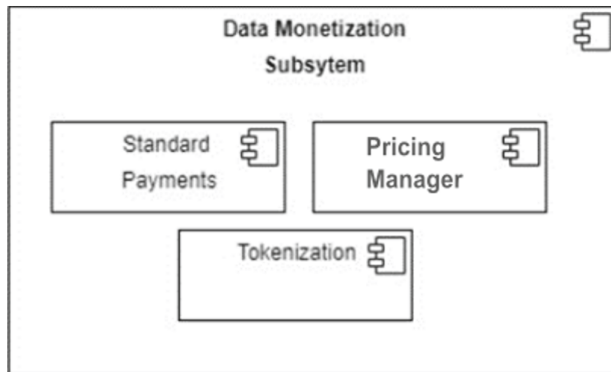 Data Monetization
Subsytem
Standard
Payments
Pricing
Manager
Tokenization